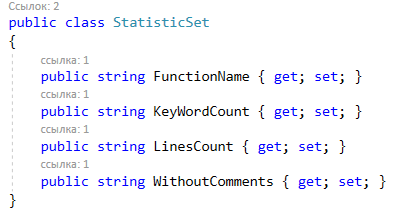 Ссылок: 2
public class StatisticSet
{
ссылка: 1
public string FunctionName { get; set; }
ссылка: 1
public string KeyWordCount { get; set; }
ссылка: 1
public string LinesCount { get; set; }
ссылка: 1
public string WithoutComments { get; set; }
}